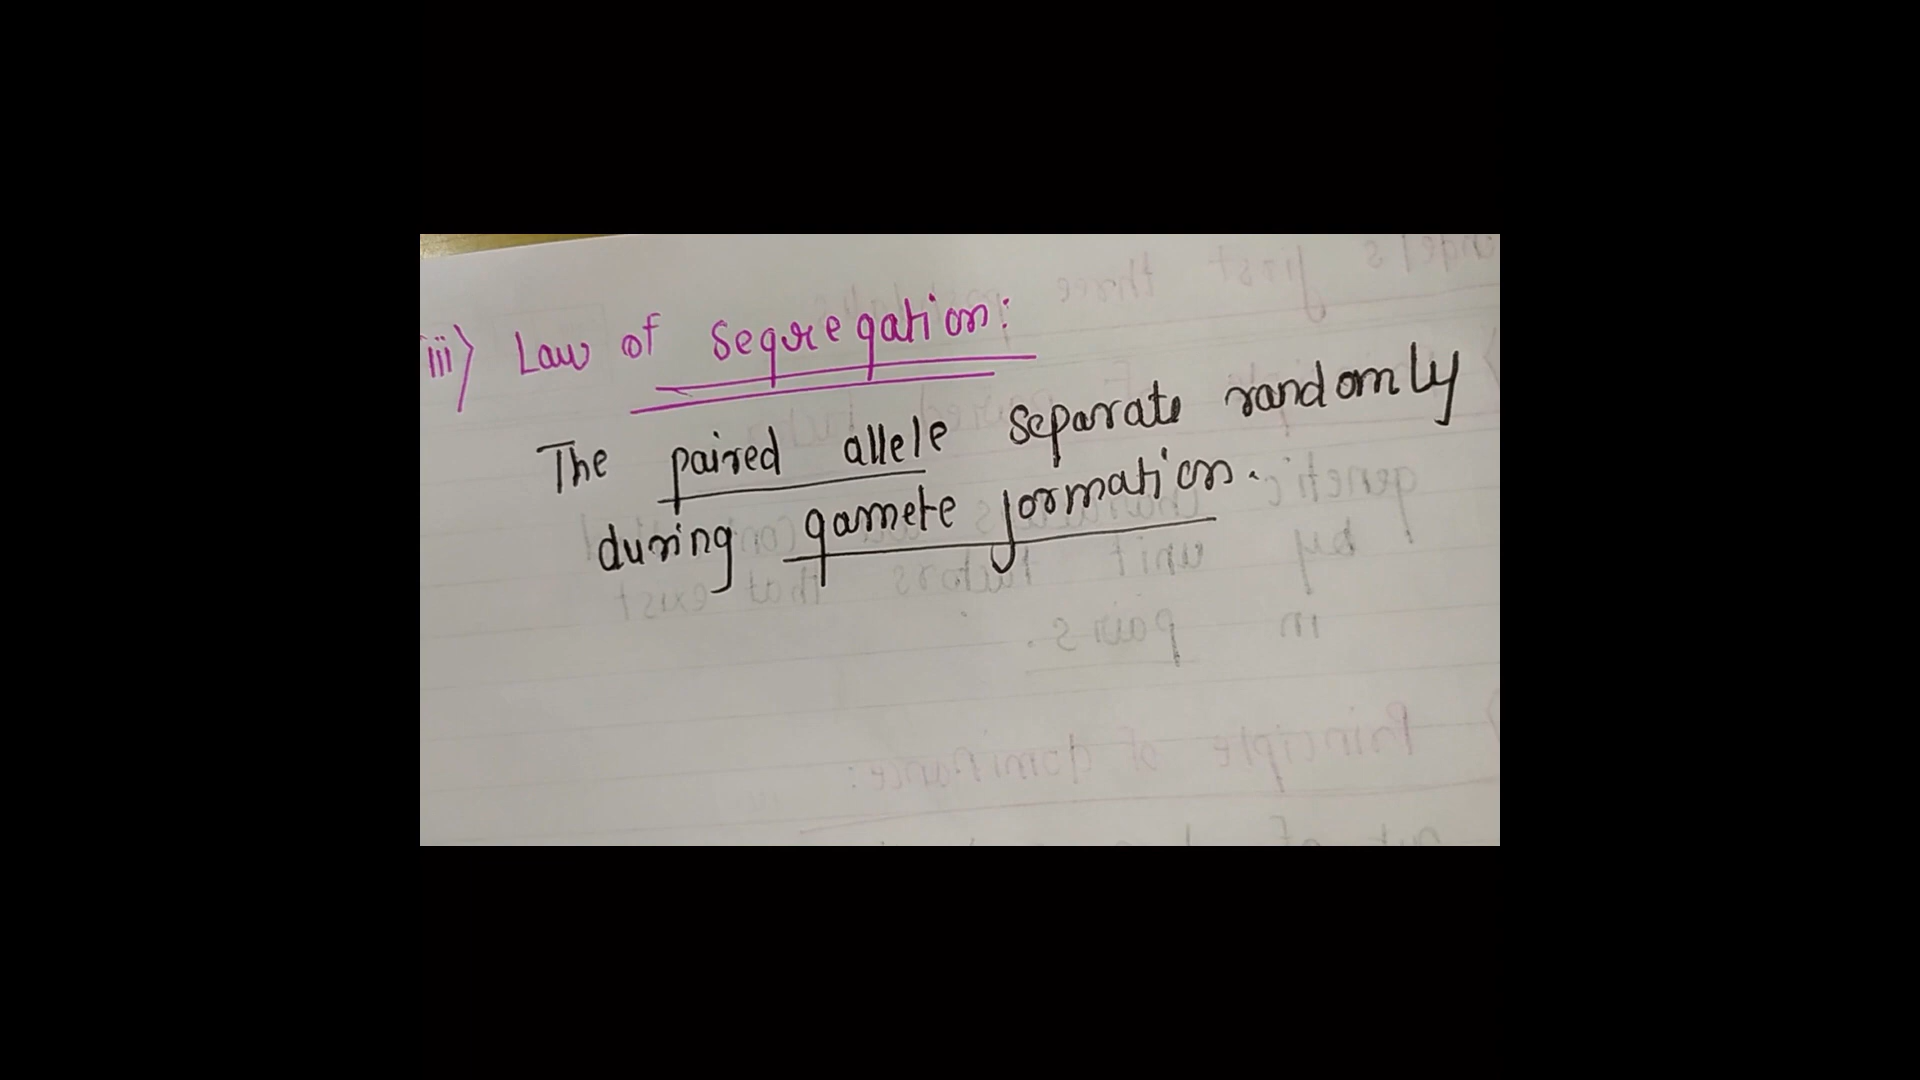 iii) Law of Segregation:
The paired allele separate randomly
during gamete formation.